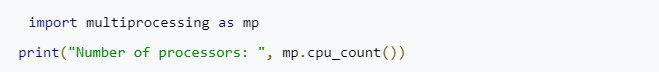 import multiprocessing as mp
print("Number of processors: ", mp.cpu_count())